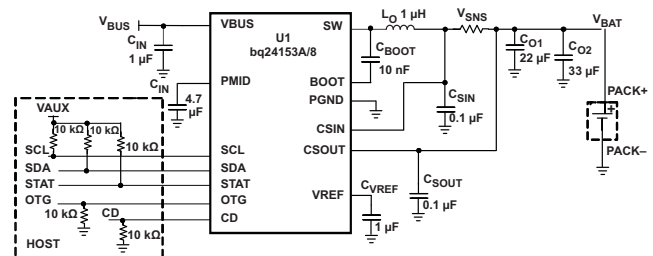 VBUS
CIN
1 µF
CIN
4.7
µF
VBUS
PMID
U1
bq24153A/8
SW
BOOT
PGND
CSIN
CSOUT
VREF
SCL
SDA
STAT
OTG
CD
LO 1 µH
VSNS
VBAT
CBOOT
10 nF
CO1
22 µF
CO2
33 µF
CSIN
0.1 µF
PACK+
+
PACK–
CSOUT
0.1 µF
CVREF
1 µF
VAUX
10 kΩ
10 kΩ
10 kΩ
SCL
SDA
STAT
OTG
10 kΩ
CD
10 kΩ
HOST